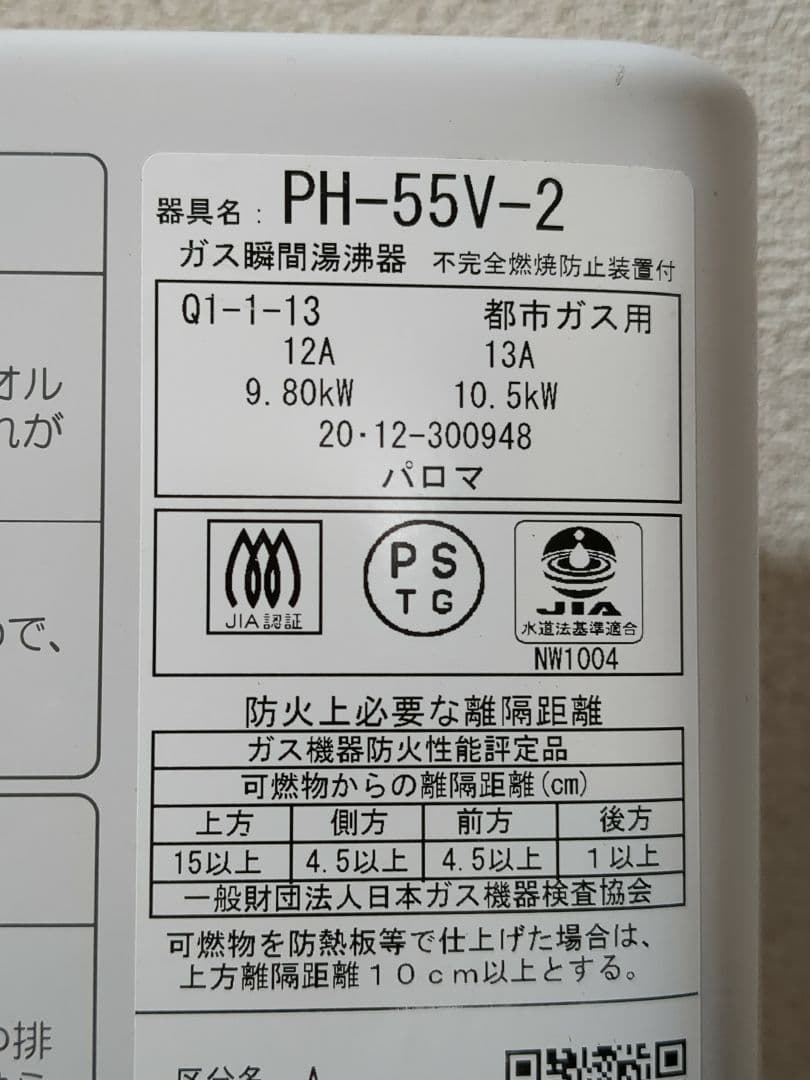 器具名：PH-55V-2
ガス瞬間湯沸器 不完全燃焼防止装置付
Q1-1-13 都市ガス用
12A 13A
9.80kW 10.5kW
20・12-300948
パロマ
JIA認証
PS
TG
JIA
水道法基準適合
NW1004
防火上必要な離隔距離
ガス機器防火性能評定品
可燃物からの離隔距離(cm)
上方 側方 前方 後方
15以上 4.5以上 4.5以上 1以上
一般財団法人日本ガス機器検査協会
可燃物を防熱板等で仕上げた場合は、
上方離隔距離10cm以上とする。
区分名 A
オル
れが
ので、
の排